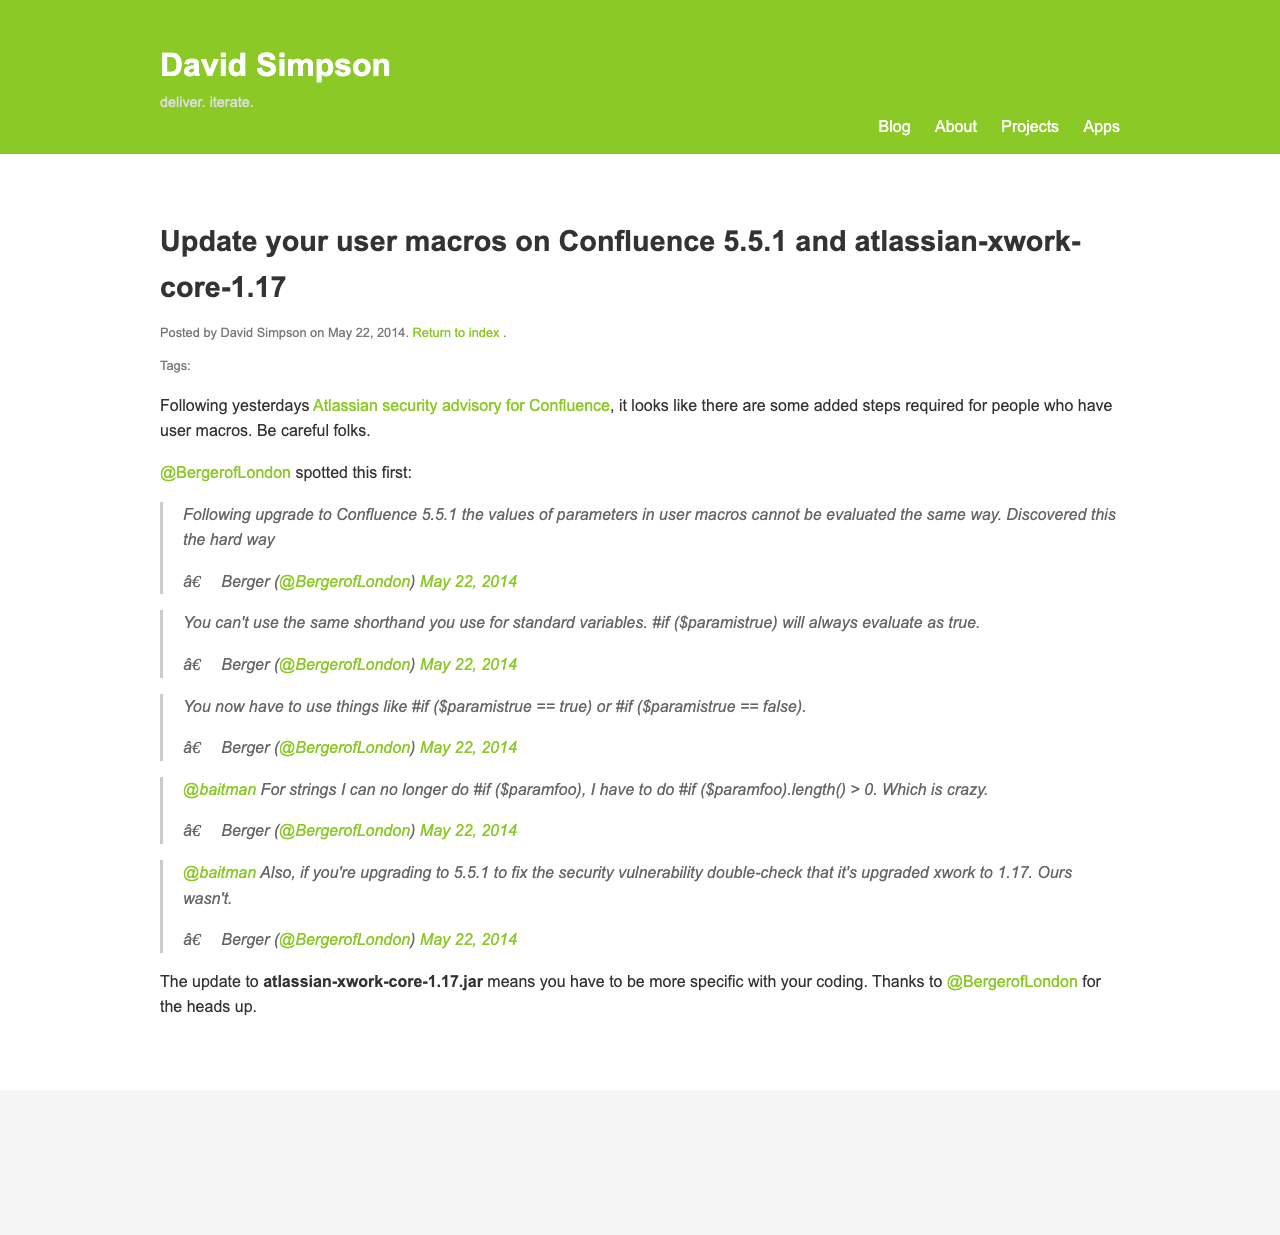 David Simpson
deliver. iterate.
Blog About Projects Apps
Update your user macros on Confluence 5.5.1 and atlassian-xwork-
core-1.17
Posted by David Simpson on May 22, 2014. Return to index .
Tags:
Following yesterdays Atlassian security advisory for Confluence, it looks like there are some added steps required for people who have
user macros. Be careful folks.
@BergerofLondon spotted this first:
Following upgrade to Confluence 5.5.1 the values of parameters in user macros cannot be evaluated the same way. Discovered this
the hard way
â€ Berger (@BergerofLondon) May 22, 2014
You can't use the same shorthand you use for standard variables. #if ($paramistrue) will always evaluate as true.
â€ Berger (@BergerofLondon) May 22, 2014
You now have to use things like #if ($paramistrue == true) or #if ($paramistrue == false).
â€ Berger (@BergerofLondon) May 22, 2014
@baitman For strings I can no longer do #if ($paramfoo), I have to do #if ($paramfoo).length() > 0. Which is crazy.
â€ Berger (@BergerofLondon) May 22, 2014
@baitman Also, if you're upgrading to 5.5.1 to fix the security vulnerability double-check that it's upgraded xwork to 1.17. Ours
wasn't.
â€ Berger (@BergerofLondon) May 22, 2014
The update to atlassian-xwork-core-1.17.jar means you have to be more specific with your coding. Thanks to @BergerofLondon for
the heads up.